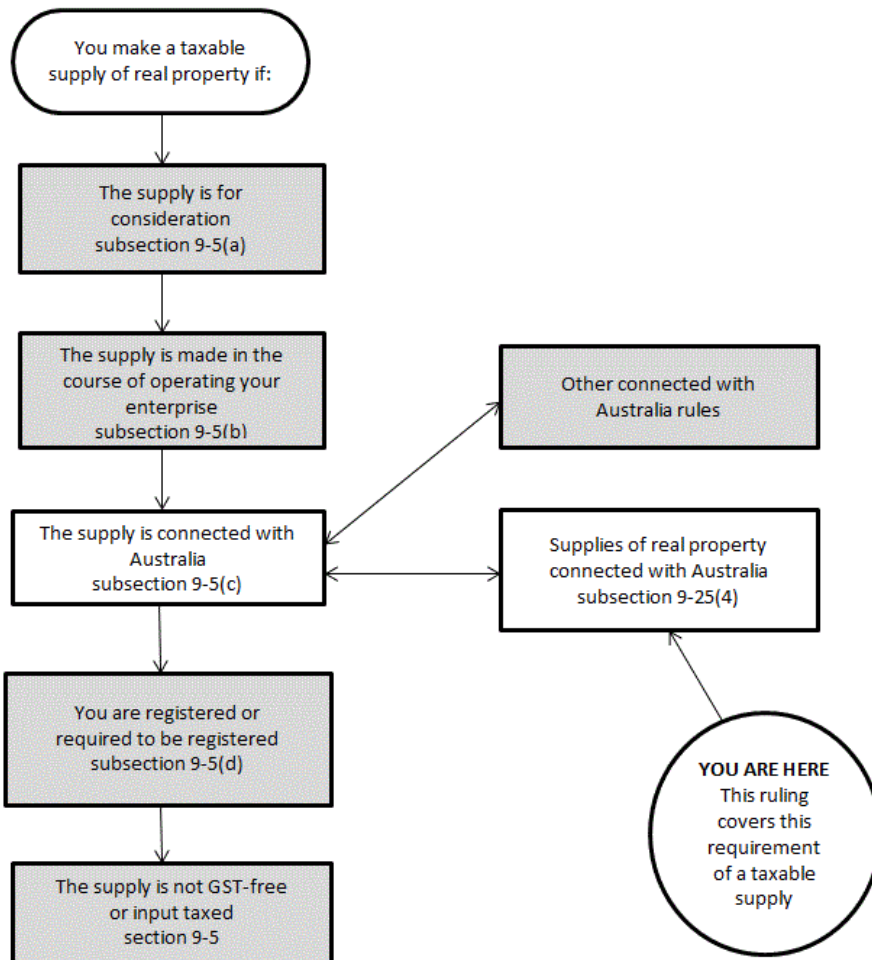 You make a taxable
supply of real property if:
The supply is for
consideration
subsection 9-5(a)
The supply is made in the
course of operating your
enterprise
subsection 9-5(b)
Other connected with
Australia rules
The supply is connected with
Australia
subsection 9-5(c)
Supplies of real property
connected with Australia
subsection 9-25(4)
You are registered or
required to be registered
subsection 9-5(d)
YOU ARE HERE
This ruling
covers this
requirement
of a taxable
supply
The supply is not GST-free
or input taxed
section 9-5